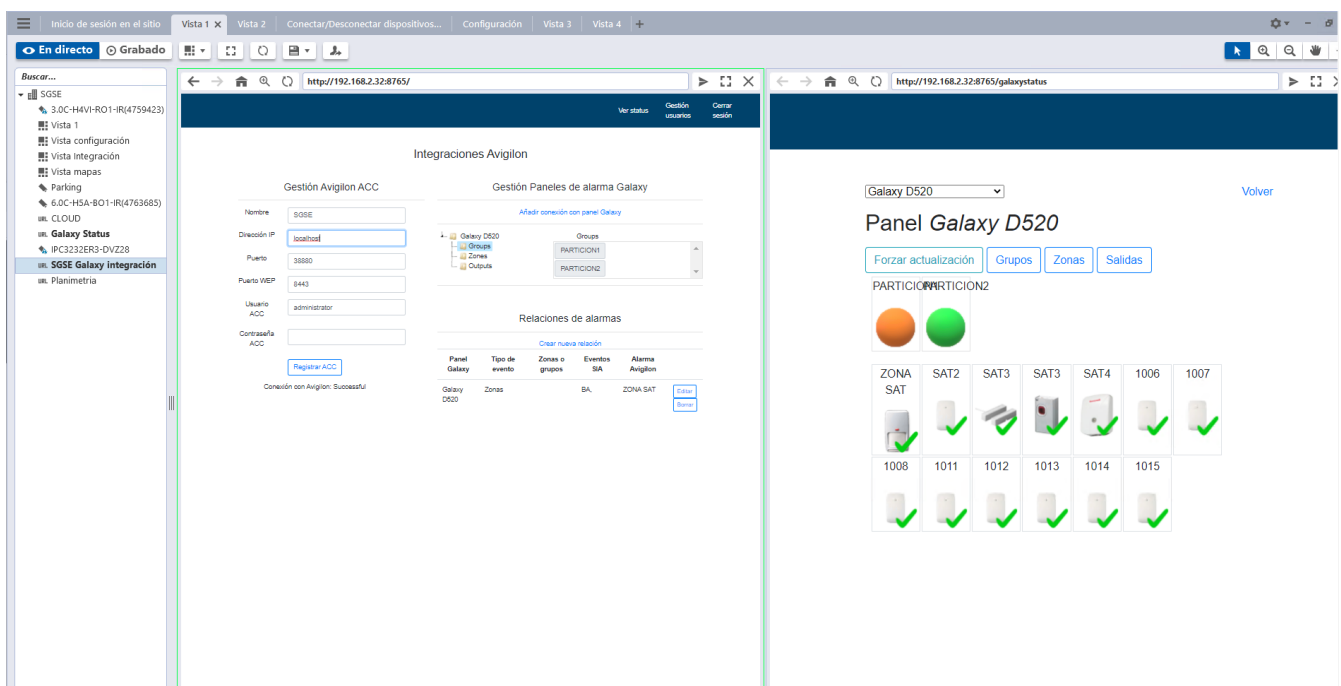 Inicio de sesión en el sitio
Vista 1
Vista 2
Conectar/Desconectar dispositivos...
Configuración
Vista 3
Vista 4
En directo
Grabado
Buscar...
SGSE
3.0C-H4VI-RO1-IR(4759423)
Vista 1
Vista configuración
Vista Integración
Vista mapas
Parking
6.0C-H5A-BO1-IR(4763685)
URL CLOUD
URL Galaxy Status
IPC3232ER3-DVZ28
URL SGSE Galaxy integración
URL Planimetria
http://192.168.2.32:8765/
Ver status
Gestión usuarios
Cerrar sesión
Integraciones Avigilon
Gestión Avigilon ACC
Nombre
SGSE
Dirección IP
localhost
Puerto
38880
Puerto WEP
8443
Usuario ACC
administrator
Contraseña ACC
Registrar ACC
Conexión con Avigilon: Successful
Gestión Paneles de alarma Galaxy
Añadir conexión con panel Galaxy
Galaxy D520
Groups
Zones
Outputs
Groups
PARTICION1
PARTICION2
Relaciones de alarmas
Crear nueva relación
Panel Galaxy
Tipo de evento
Zonas o grupos
Eventos SIA
Alarma Avigilon
Galaxy D520
Zonas
BA,
ZONA SAT
Editar
Borrar
http://192.168.2.32:8765/galaxystatus
Galaxy D520
Volver
Panel Galaxy D520
Forzar actualización
Grupos
Zonas
Salidas
PARTICION1
PARTICION2
ZONA SAT
SAT2
SAT3
SAT3
SAT4
1006
1007
1008
1011
1012
1013
1014
1015